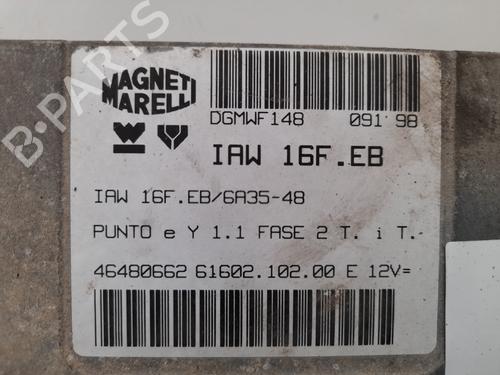 MAGNETI
MARELLI
DGMWF148 091'98
IAW 16F.EB
IAW 16F.EB/6A35-48
PUNTO e Y 1.1 FASE 2 T. i T.-
46480662 61602.102.00 E 12V=
B-PARTS